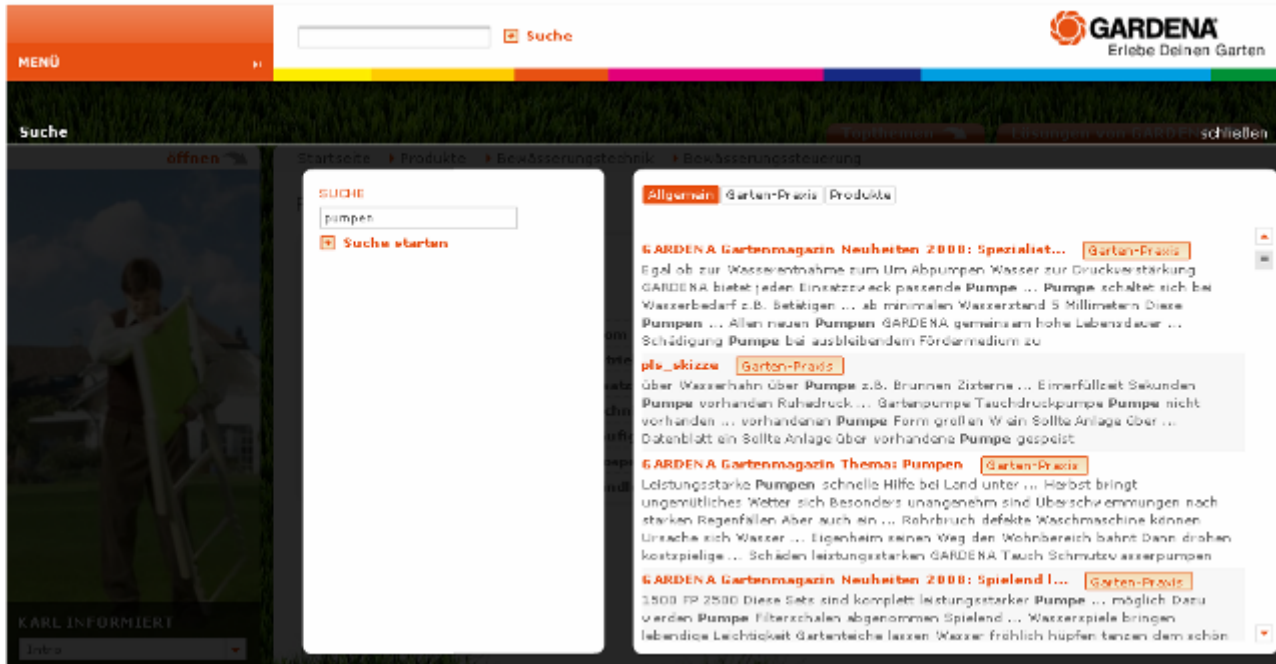 GARDENA
Suche
Erlebe Deinen Garten
MENÜ
Suche
Topthemen
Lösungen von GARDENA
schließen
öffnen
Startseite Produkte Bewässerungstechnik Bewässerungssteuerung
SUCHE
pumpen
Suche starten
Allgemein Garten-Praxis Produkte
GARDENA Gartenmagazin Neuheiten 2008: Spezialist... Garten-Praxis
Egal ob zur Wasserentnahme zum Um Abpumpen Wasser zur Druckverstärkung
GARDENA bietet jeden Einsatzzweck passende Pumpe ... Pumpe schaltet sich bei
Wasserbedarf z.B. Betätigen ... ab minimalen Wasserstand 5 Millimetern Diese
Pumpen ... Allen neuen Pumpen GARDENA gemeinsam hohe Lebensdauer ...
Schädigung Pumpe bei ausbleibendem Fördermedium zu
pls_skizze Garten-Praxis
über Wasserhahn über Pumpe z.B. Brunnen Zisterne ... Eimerfüllzeit Sekunden
Pumpe vorhanden Ruhedruck ... Gartenpumpe Tauchdruckpumpe Pumpe nicht
vorhanden ... vorhandenen Pumpe Form großen W ein Sollte Anlage über ...
Datenblatt ein Sollte Anlage über vorhandene Pumpe gespeist
GARDENA Gartenmagazin Thema: Pumpen Garten-Praxis
Leistungsstarke Pumpen schnelle Hilfe bei Land unter ... Herbst bringt
ungemütliches Wetter sich Besonders unangenehm sind Überschwemmungen nach
starken Regenfällen Aber auch ein ... Rohrbruch defekte Waschmaschine können
Ursache sich Wasser ... Eigenheim seinen Weg den Wohnbereich bahnt Dann drohen
kostspielige ... Schäden leistungsstarken GARDENA Tauch Schmutzwasserpumpen
GARDENA Gartenmagazin Neuheiten 2008: Spielend l... Garten-Praxis
1500 FP 2500 Diese Sets sind komplett leistungsstarker Pumpe ... möglich Dazu
werden Pumpe Filterschalen abgenommen Spielend ... Wasserspiele bringen
lebendige Leichtigkeit Gartenteiche lassen Wasser fröhlich hüpfen tanzen dem schön
KARL INFORMIERT
Intro